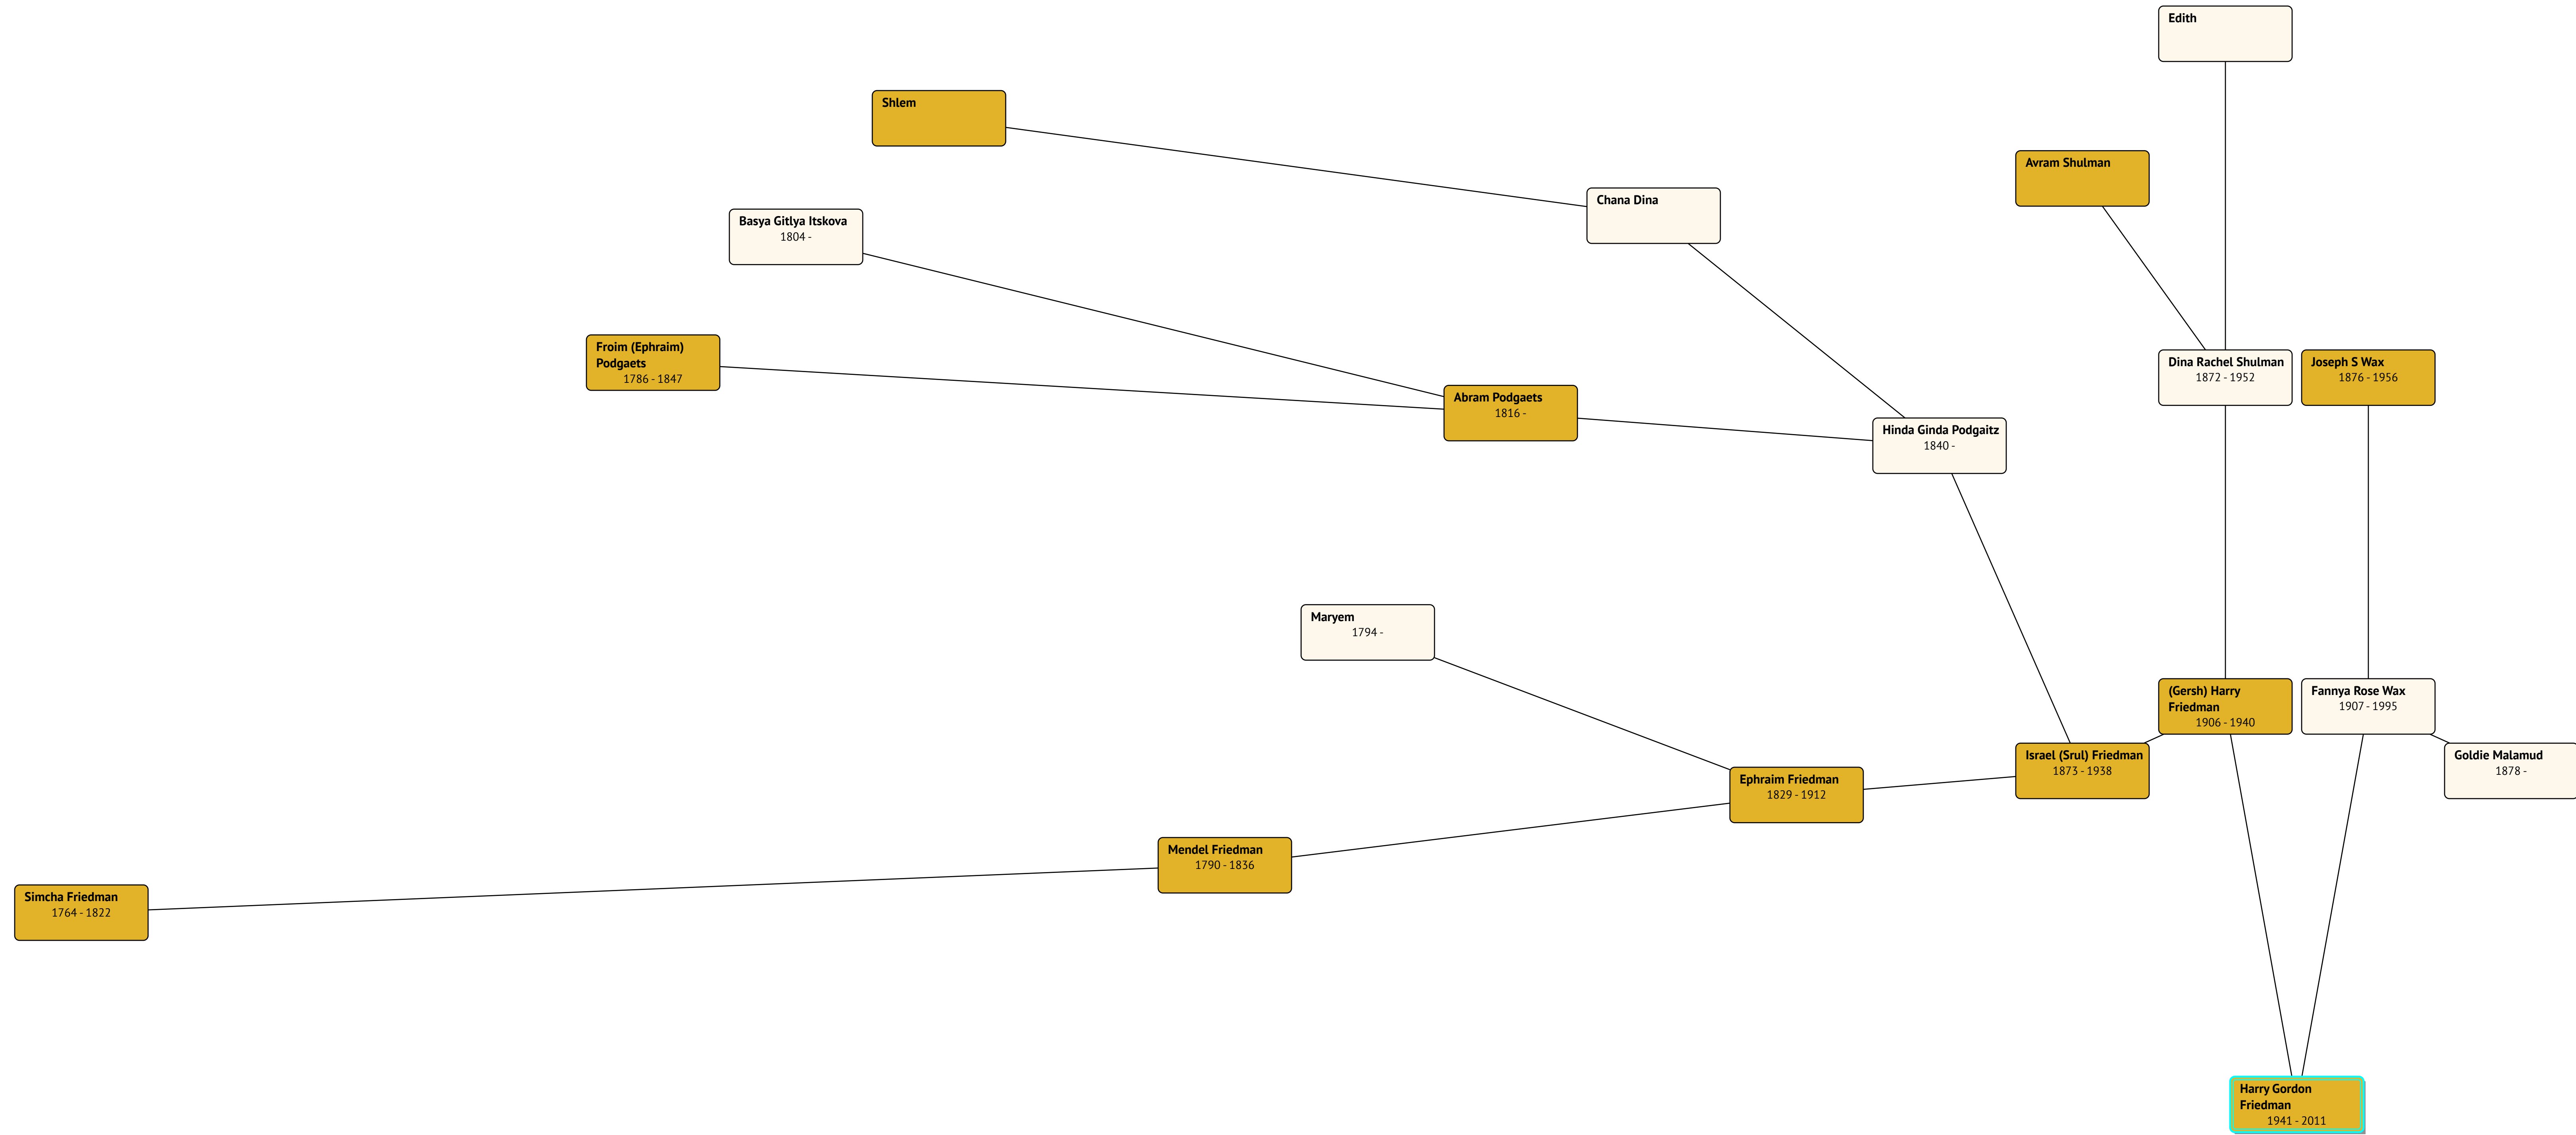 Edith
Shlem
Avram Shulman
Chana Dina
Basya Gitlya Itskova
1804 -
Froim (Ephraim)
Podgaets
1786 - 1847
Dina Rachel Shulman
1872 - 1952
Joseph S Wax
1876 - 1956
Abram Podgaets
1816 -
Hinda Ginda Podgaitz
1840 -
Maryem
1794 -
(Gersh) Harry
Friedman
1906 - 1940
Fannya Rose Wax
1907 - 1995
Israel (Srul) Friedman
1873 - 1938
Goldie Malamud
1878 -
Ephraim Friedman
1829 - 1912
Mendel Friedman
1790 - 1836
Simcha Friedman
1764 - 1822
Harry Gordon
Friedman
1941 - 2011